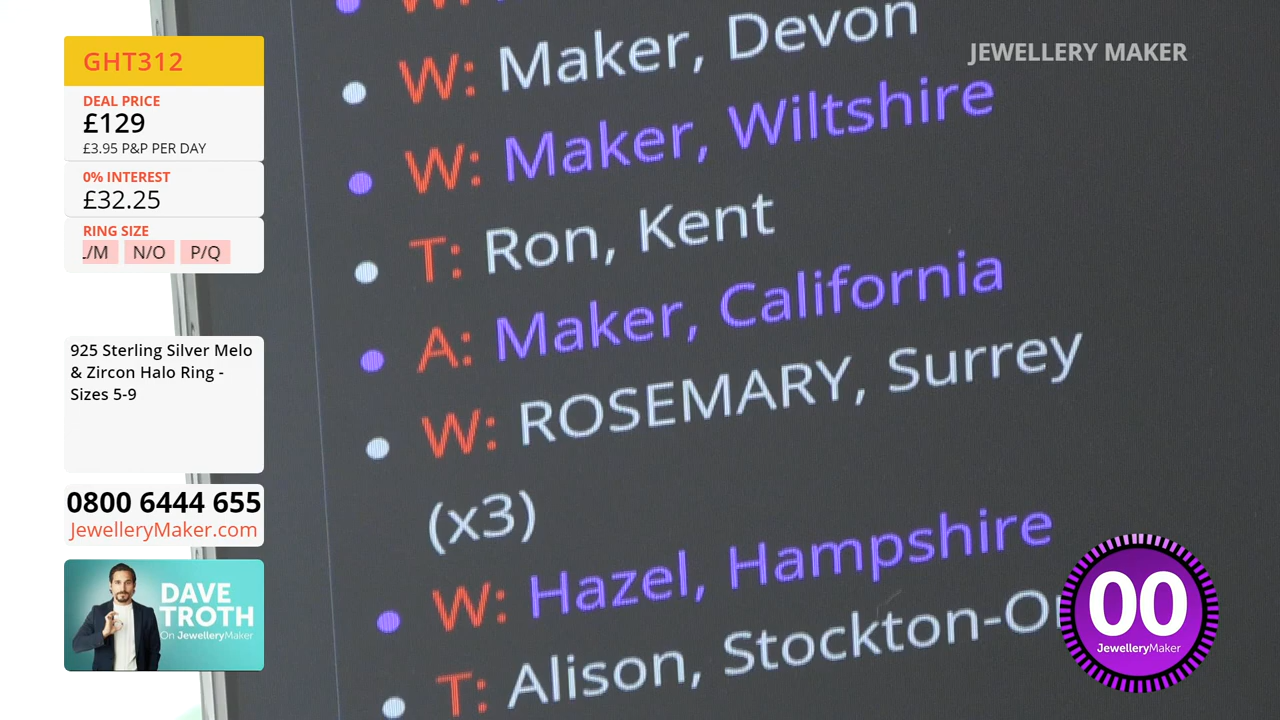 GHT312
DEAL PRICE
£129
£3.95 P&P PER DAY
0% INTEREST
£32.25
RING SIZE
/M N/O P/Q
925 Sterling Silver Melo
& Zircon Halo Ring -
Sizes 5-9
0800 6444 655
JewelleryMaker.com
DAVE
TROTH
On JewelleryMaker
JEWELLERY MAKER
W: Maker, Devon
W: Maker, Wiltshire
T: Ron, Kent
A: Maker, California
W: ROSEMARY, Surrey
(x3)
W: Hazel, Hampshire
T: Alison, Stockton-O
00
JewelleryMaker